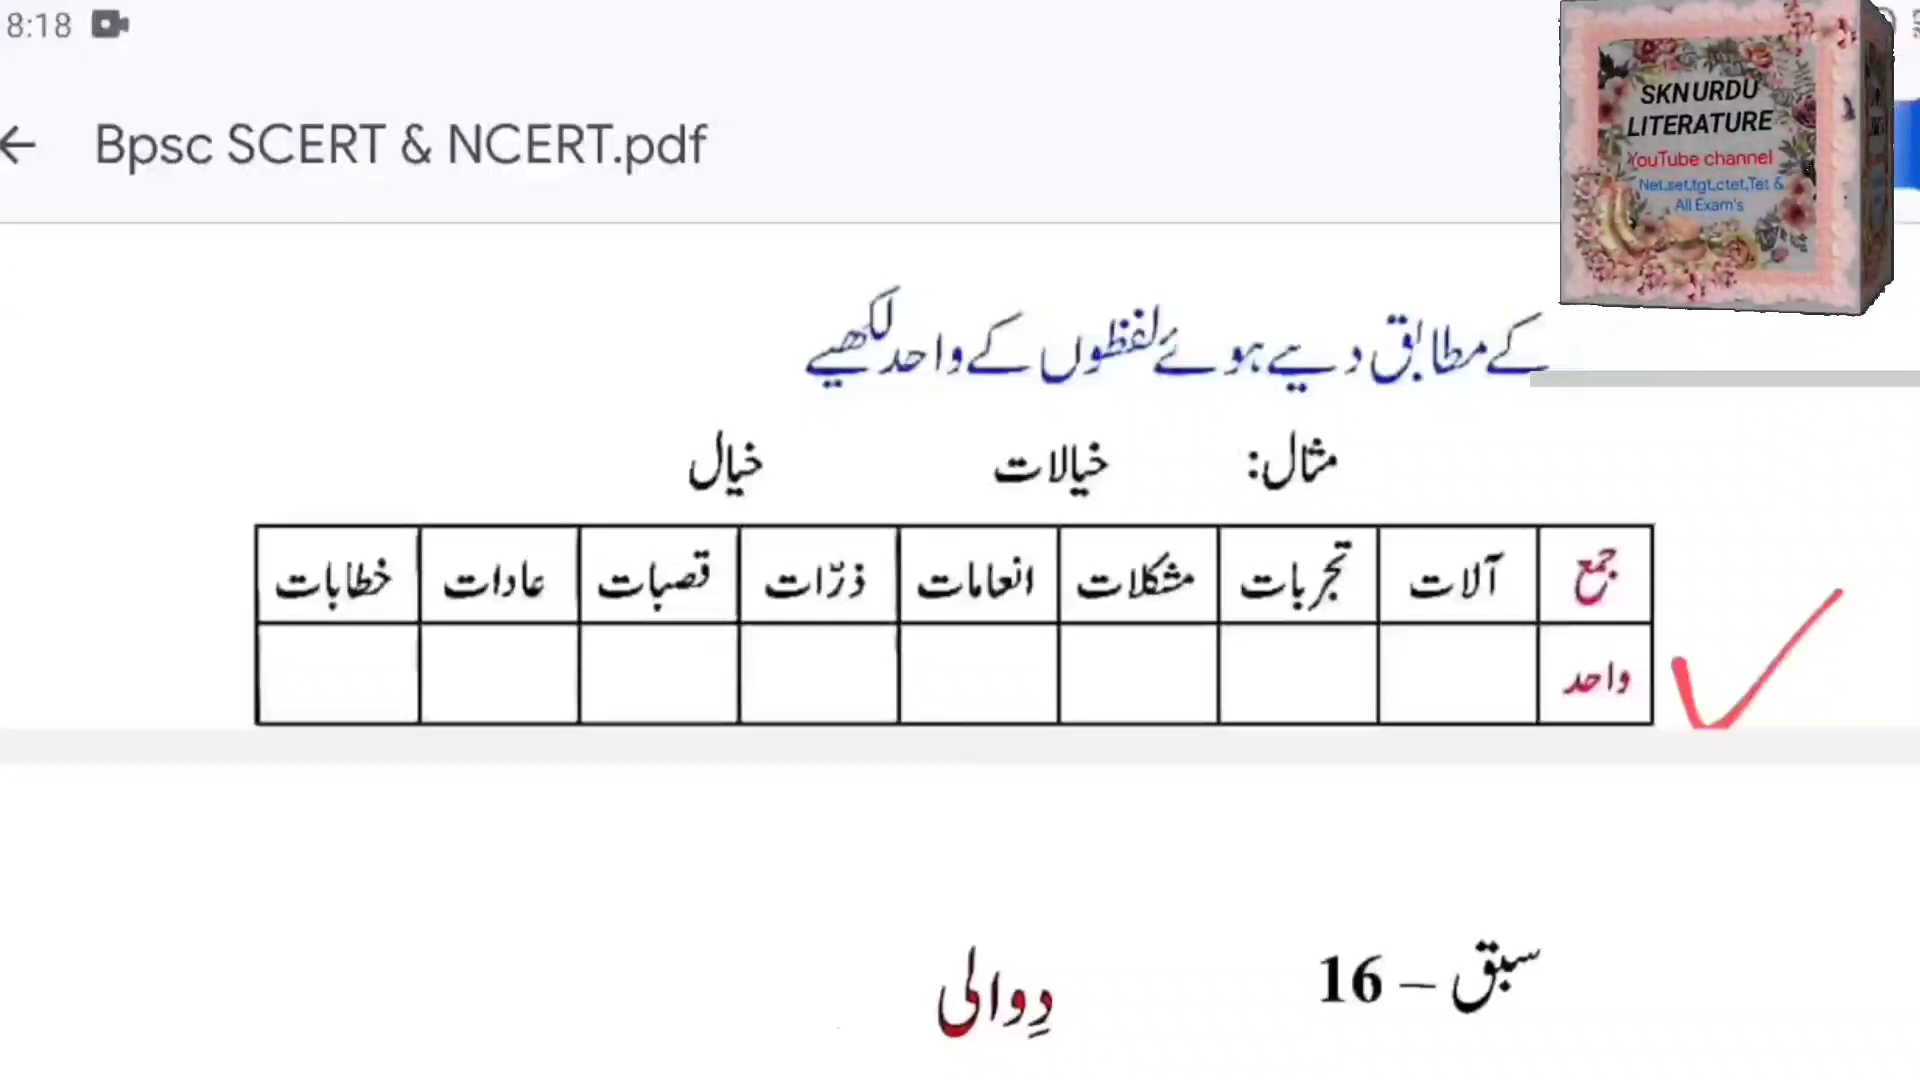 8:18
Bpsc SCERT & NCERT.pdf
SKN URDU
LITERATURE
YouTube channel
Net,set,tgt,ctet,Tet &
All Exam's
کے مطابق دیے ہوئے لفظوں کے واحد لکھیے
مثال: خیالات خیال
جمع آلات تجربات مشکلات انعامات ذرّات قصبات عادات خطابات
واحد
سبق – 16
دِوالی